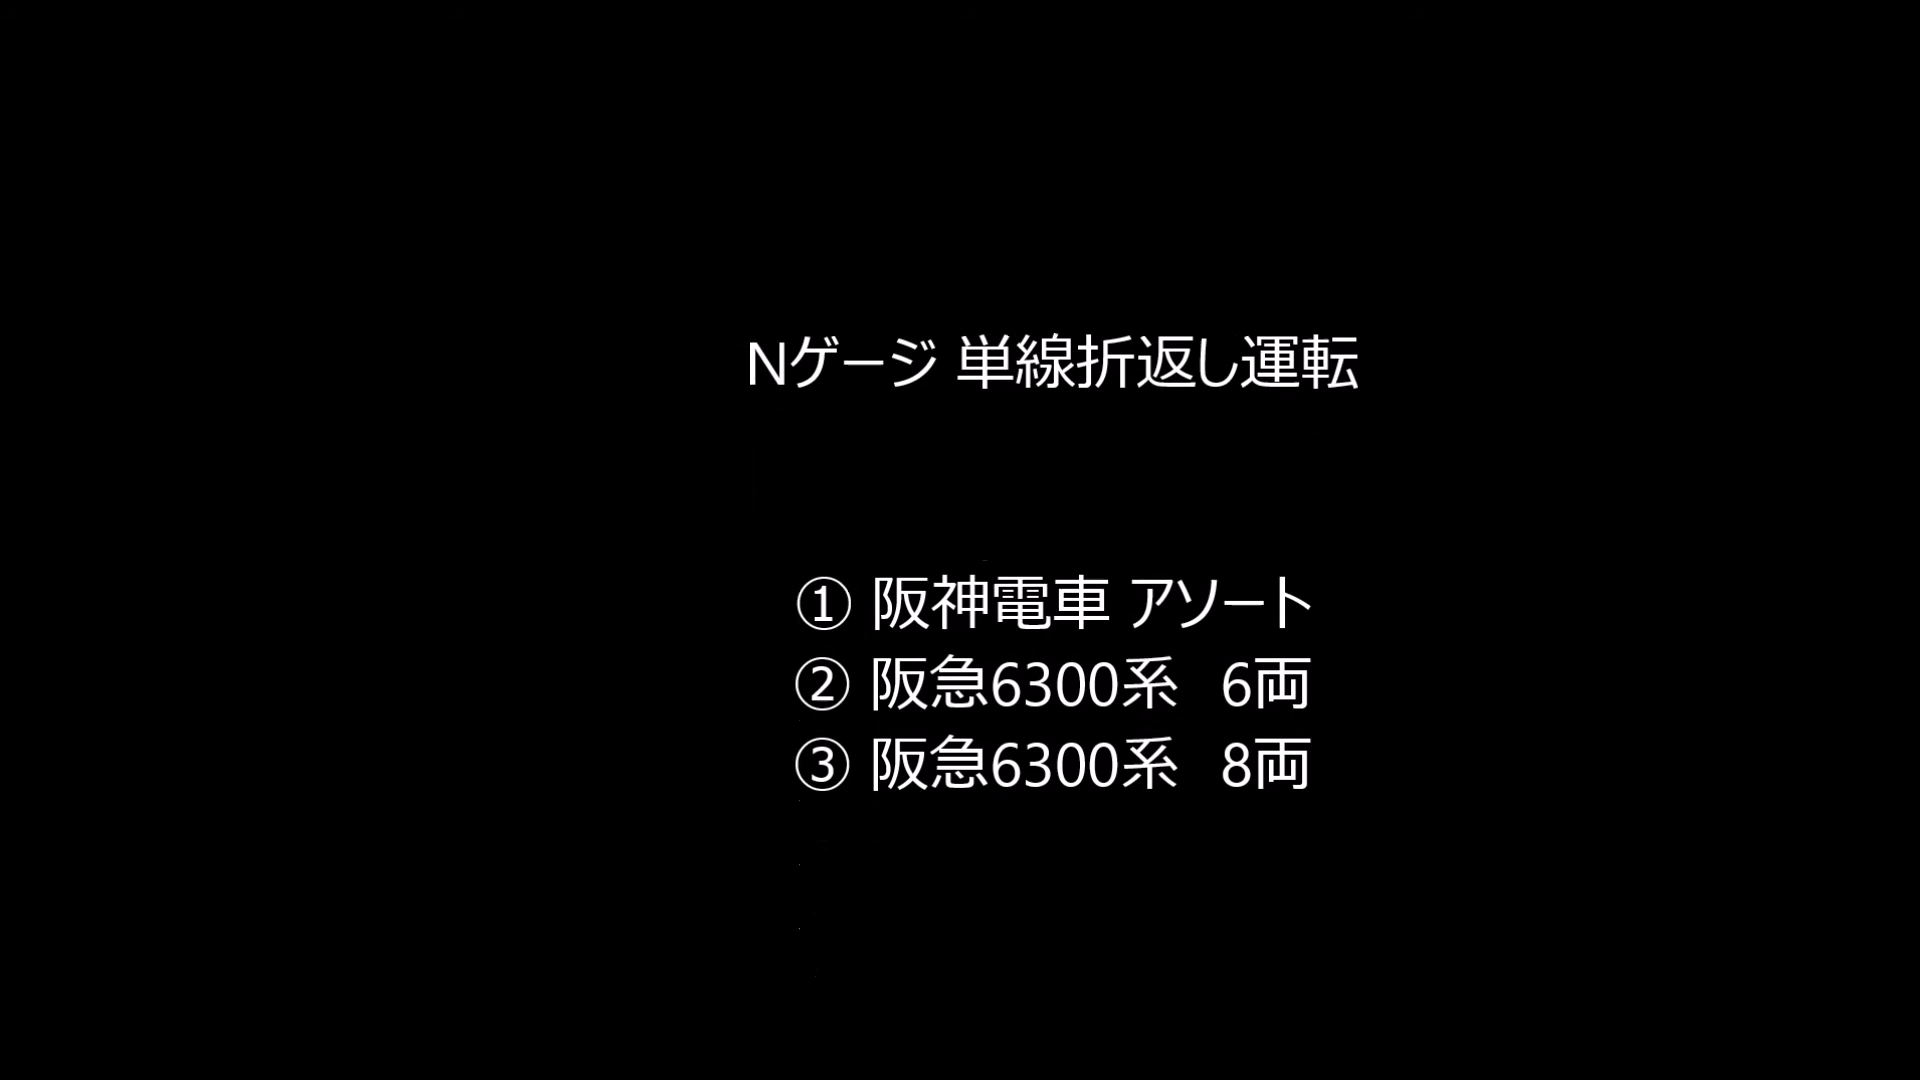 Nゲージ 単線折返し運転
① 阪神電車 アソート
② 阪急6300系 6両
③ 阪急6300系 8両